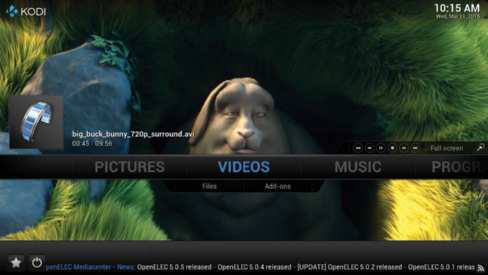 KODI
10:15 AM
big_buck_bunny_720p_surround.avi
00:45 - 09:56
Full screen
PICTURES
VIDEOS
MUSIC
PROGR
Files
Add-ons
OpenELEC Mediacenter - News: OpenELEC 5.0.5 released - OpenELEC 5.0.4 released - [UPDATE] OpenELEC 5.0.2 released - OpenELEC 5.0.1 releas